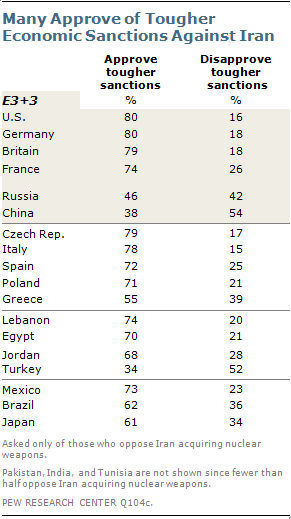 Many Approve of Tougher
Economic Sanctions Against Iran
Approve tougher sanctions Disapprove tougher sanctions
E3+3 % %
U.S. 80 16
Germany 80 18
Britain 79 18
France 74 26
Russia 46 42
China 38 54
Czech Rep. 79 17
Italy 78 15
Spain 72 25
Poland 71 21
Greece 55 39
Lebanon 74 20
Egypt 70 21
Jordan 68 28
Turkey 34 52
Mexico 73 23
Brazil 62 36
Japan 61 34
Asked only of those who oppose Iran acquiring nuclear
weapons.
Pakistan, India, and Tunisia are not shown since fewer than
half oppose Iran acquiring nuclear weapons.
PEW RESEARCH CENTER Q104c.